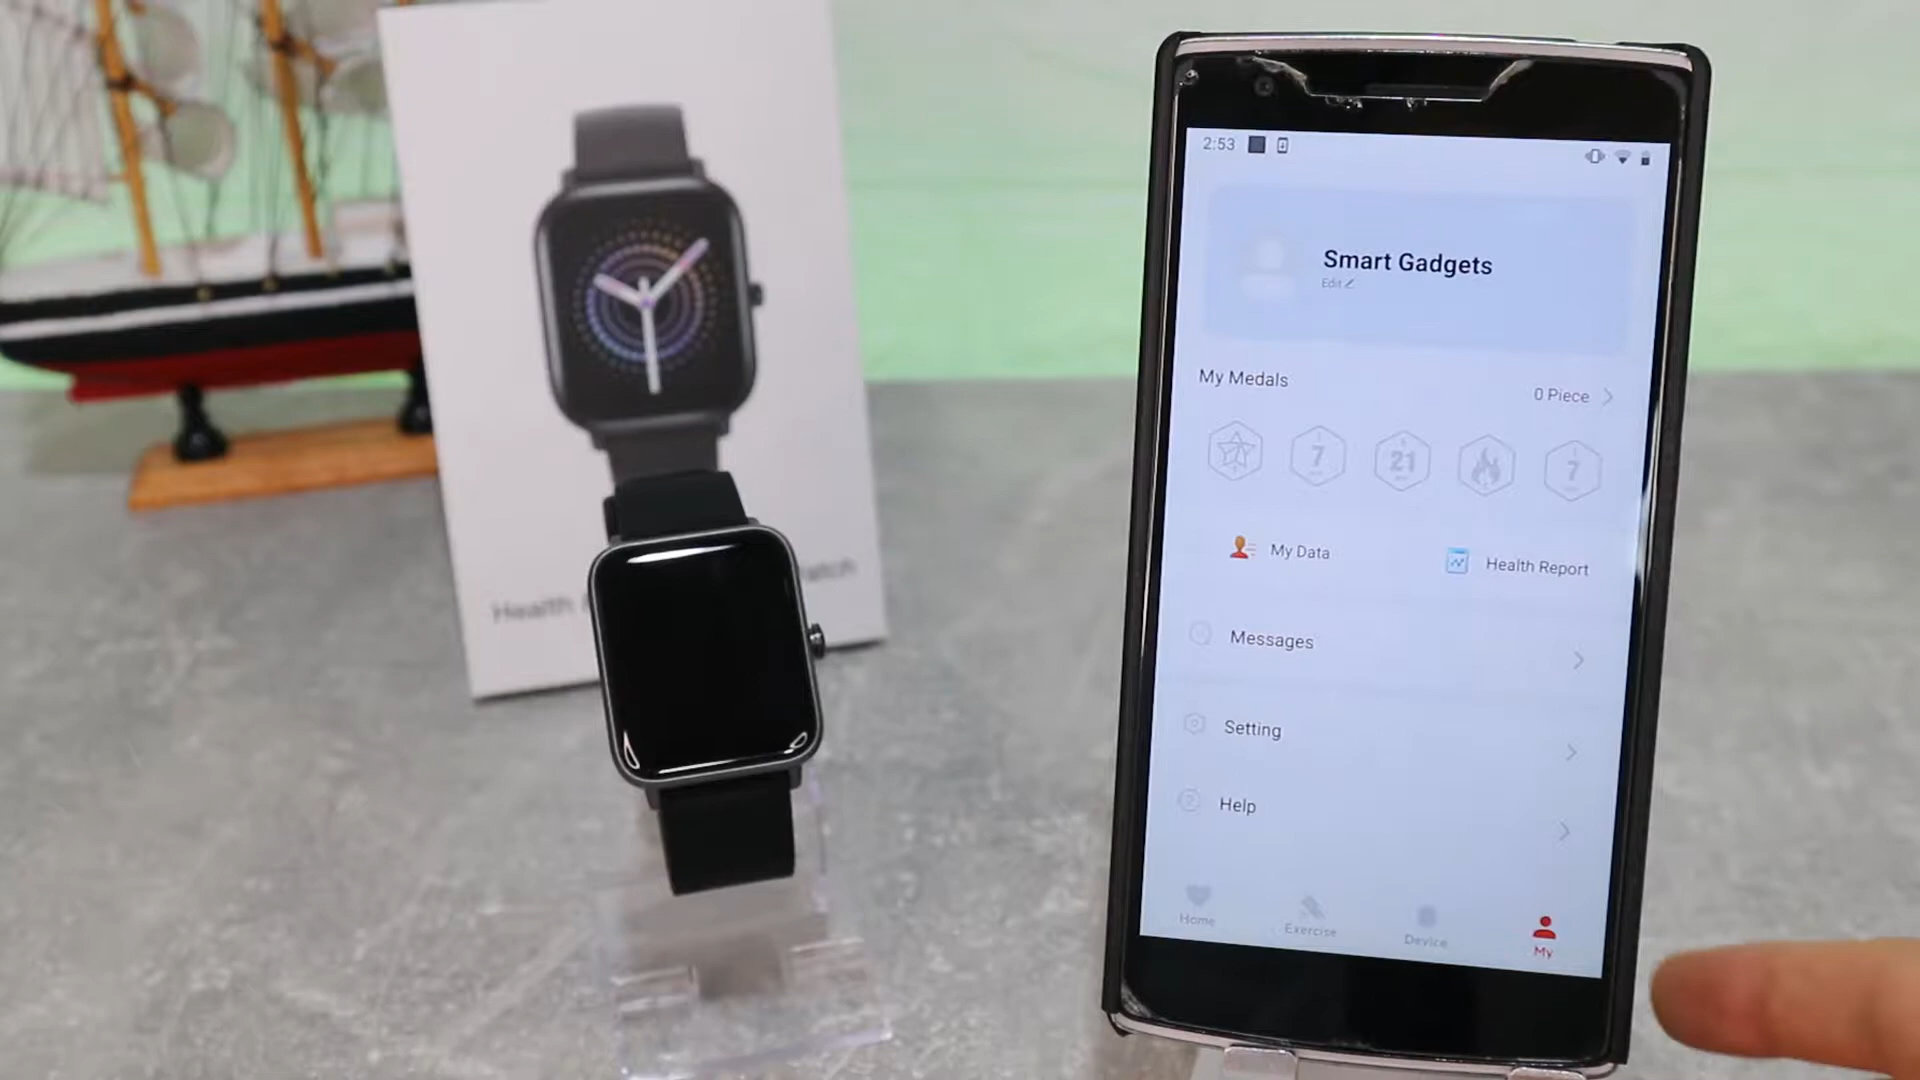 2:53
Smart Gadgets
Edit
My Medals
0 Piece
7
21
7
My Data
Health Report
Messages
Setting
Help
Home
Exercise
Device
My
Health